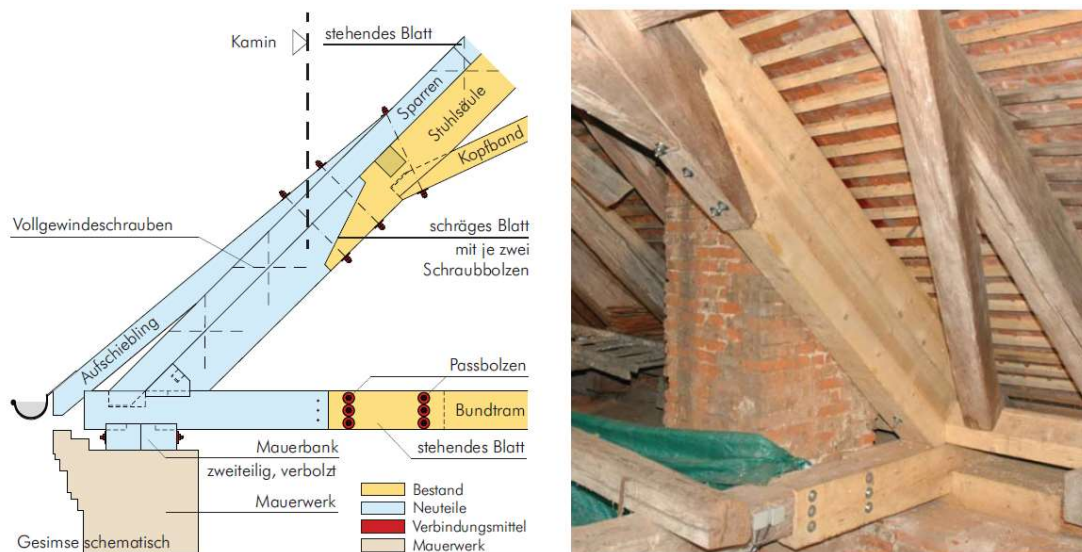 Kamin
stehendes Blatt
Sparren
Stuhlsäule
Kopfband
Vollgewindeschrauben
schräges Blatt
mit je zwei
Schraubbolzen
Aufschiebling
Passbolzen
Bundtram
Mauerbank
zweiteilig, verbolzt
stehendes Blatt
Mauerwerk
Bestand
Neuteile
Verbindungsmittel
Mauerwerk
Gesimse schematisch